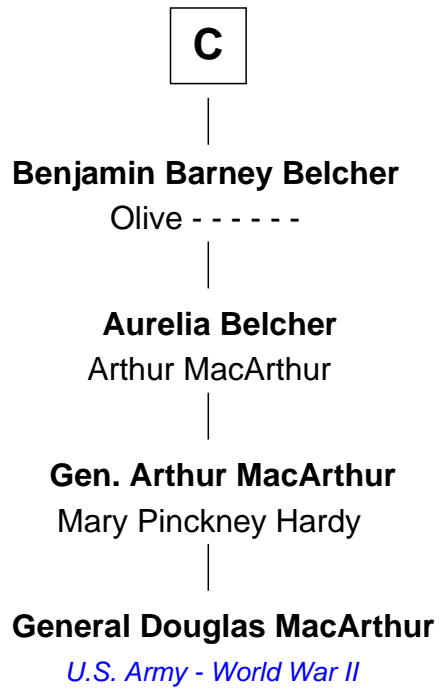 C
Benjamin Barney Belcher
Olive - - - - - -
Aurelia Belcher
Arthur MacArthur
Gen. Arthur MacArthur
Mary Pinckney Hardy
General Douglas MacArthur
U.S. Army - World War II